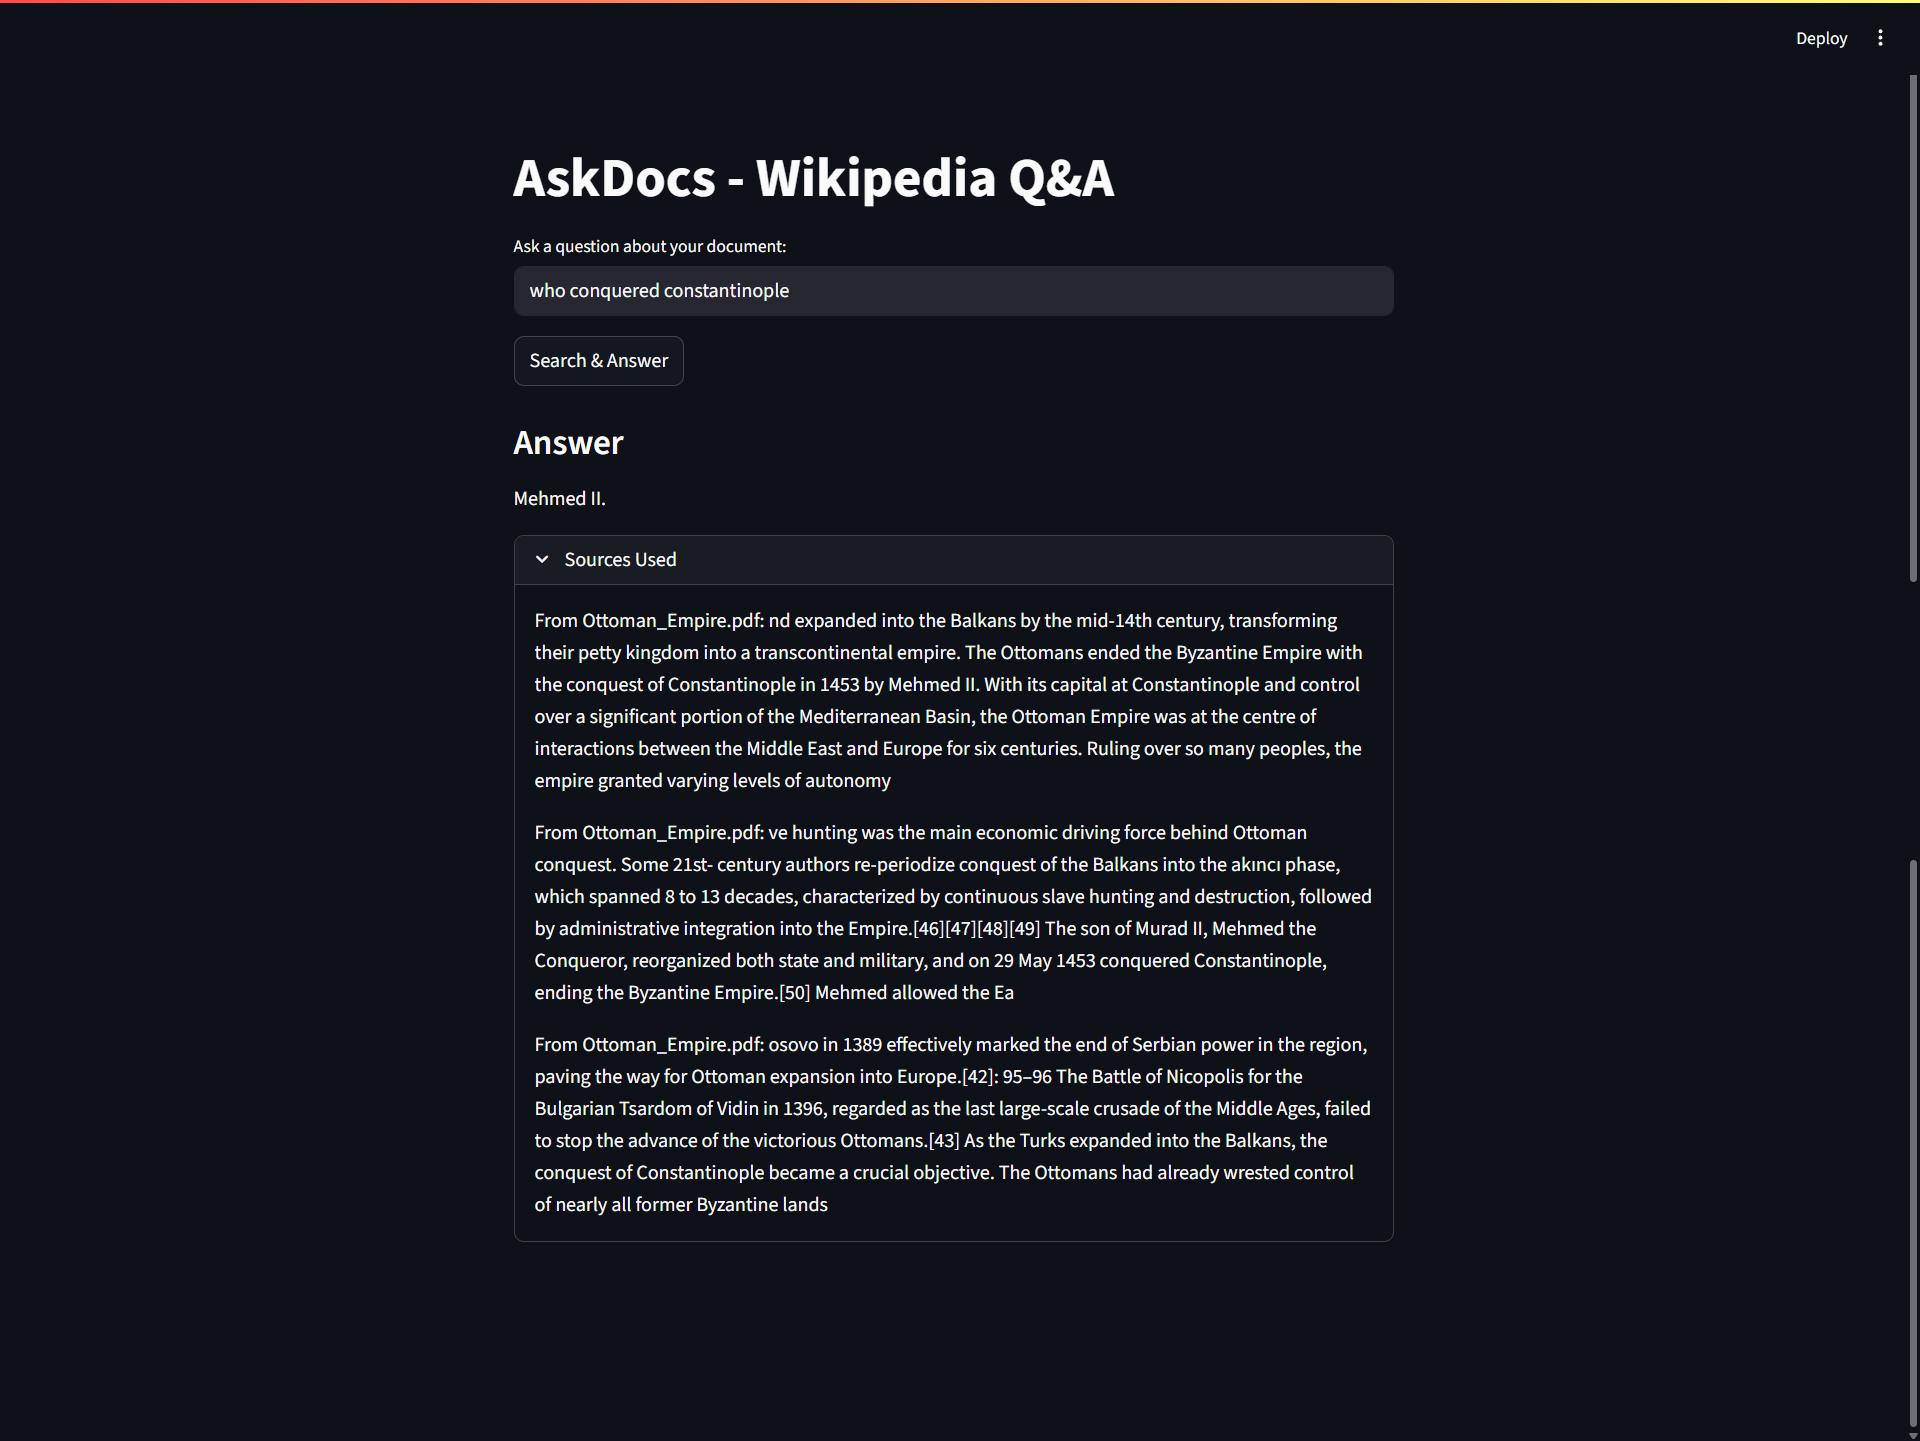 Deploy
AskDocs - Wikipedia Q&A
Ask a question about your document:
who conquered constantinople
Search & Answer
Answer
Mehmed II.
Sources Used
From Ottoman_Empire.pdf: nd expanded into the Balkans by the mid-14th century, transforming
their petty kingdom into a transcontinental empire. The Ottomans ended the Byzantine Empire with
the conquest of Constantinople in 1453 by Mehmed II. With its capital at Constantinople and control
over a significant portion of the Mediterranean Basin, the Ottoman Empire was at the centre of
interactions between the Middle East and Europe for six centuries. Ruling over so many peoples, the
empire granted varying levels of autonomy
From Ottoman_Empire.pdf: ve hunting was the main economic driving force behind Ottoman
conquest. Some 21st- century authors re-periodize conquest of the Balkans into the akıncı phase,
which spanned 8 to 13 decades, characterized by continuous slave hunting and destruction, followed
by administrative integration into the Empire.[46][47][48][49] The son of Murad II, Mehmed the
Conqueror, reorganized both state and military, and on 29 May 1453 conquered Constantinople,
ending the Byzantine Empire.[50] Mehmed allowed the Ea
From Ottoman_Empire.pdf: osovo in 1389 effectively marked the end of Serbian power in the region,
paving the way for Ottoman expansion into Europe.[42]: 95–96 The Battle of Nicopolis for the
Bulgarian Tsardom of Vidin in 1396, regarded as the last large-scale crusade of the Middle Ages, failed
to stop the advance of the victorious Ottomans.[43] As the Turks expanded into the Balkans, the
conquest of Constantinople became a crucial objective. The Ottomans had already wrested control
of nearly all former Byzantine lands